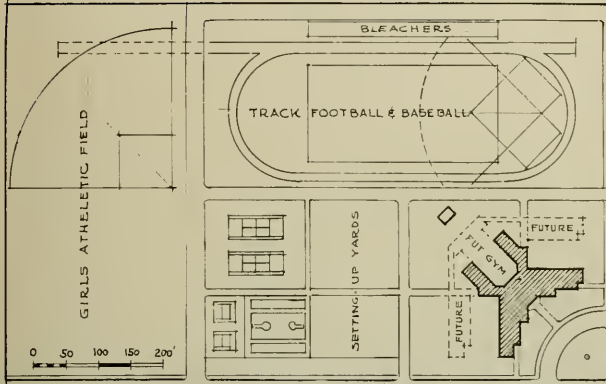 BLEACHERS
TRACK FOOTBALL & BASEBALL
GIRLS ATHELETIC FIELD
SETTING-UP YARDS
FUTURE
FUT GYM
FUTURE
0 50 100 150 200'